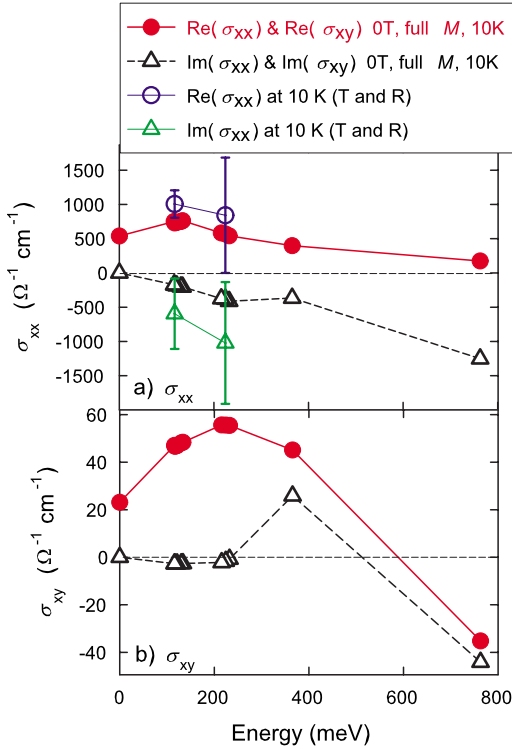 Re(σxx) & Re(σxy) 0T, full M, 10K
Im(σxx) & Im(σxy) 0T, full M, 10K
Re(σxx) at 10 K (T and R)
Im(σxx) at 10 K (T and R)
1500
1000
500
0
-500
-1000
-1500
σxx (Ω⁻¹ cm⁻¹)
a) σxx
60
40
20
0
-20
-40
σxy (Ω⁻¹ cm⁻¹)
b) σxy
0 200 400 600 800
Energy (meV)